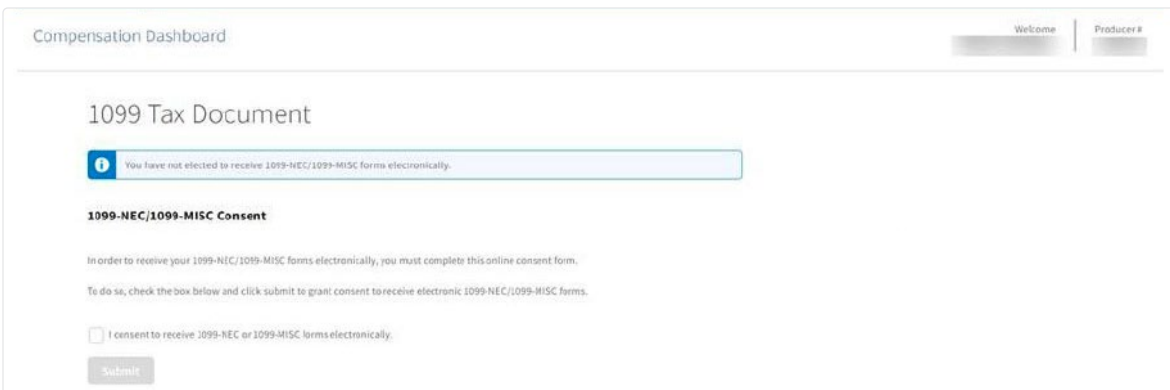 Compensation Dashboard
Welcome
Producer#
1099 Tax Document
You have not elected to receive 1099-NEC/1099-MISC forms electronically.
1099-NEC/1099-MISC Consent
In order to receive your 1099-NEC/1099-MISC forms electronically, you must complete this online consent form.
To do so, check the box below and click submit to grant consent to receive electronic 1099-NEC/1099-MISC forms.
I consent to receive 1099-NEC or 1099-MISC forms electronically.
Submit